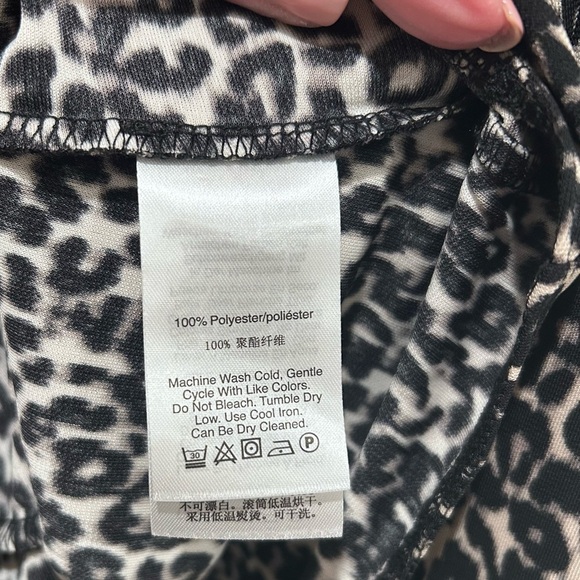 100% Polyester/poliéster
100% 聚酯纤维
Machine Wash Cold, Gentle
Cycle With Like Colors.
Do Not Bleach. Tumble Dry
Low. Use Cool Iron.
Can Be Dry Cleaned.
30 P
不可漂白。滚筒低温烘干。
采用低温熨烫。可干洗。